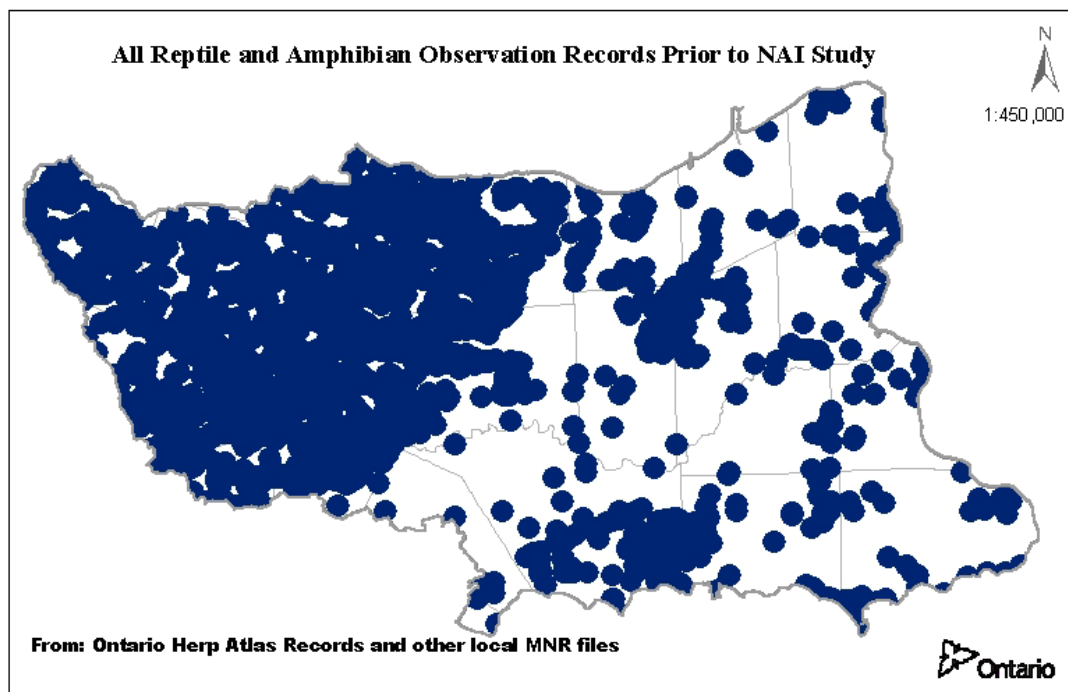 All Reptile and Amphibian Observation Records Prior to NAI Study
N
1:450,000
From: Ontario Herp Atlas Records and other local MNR files
Ontario